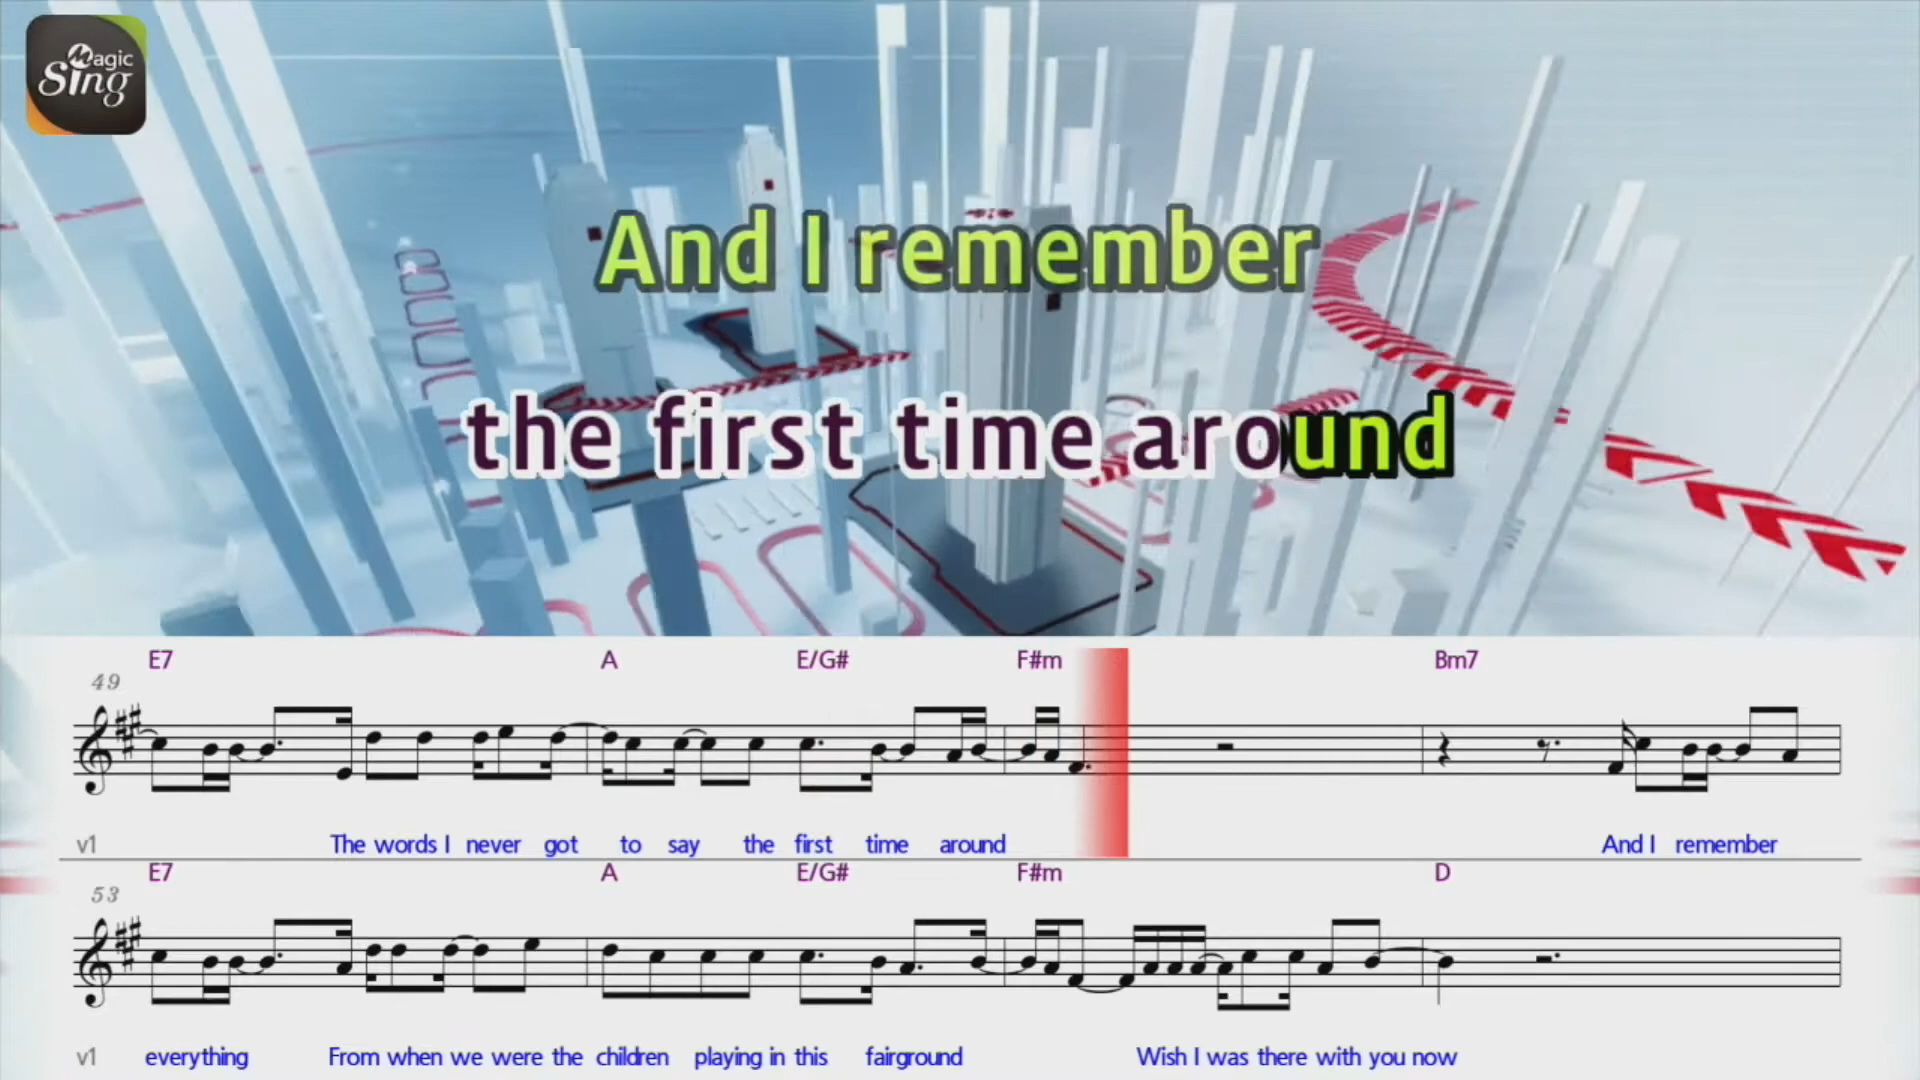 Magic
Sing
And I remember
the first time around
E7 A E/G# F#m Bm7
49
v1 The words I never got to say the first time around And I remember
E7 A E/G# F#m D
53
v1 everything From when we were the children playing in this fairground Wish I was there with you now